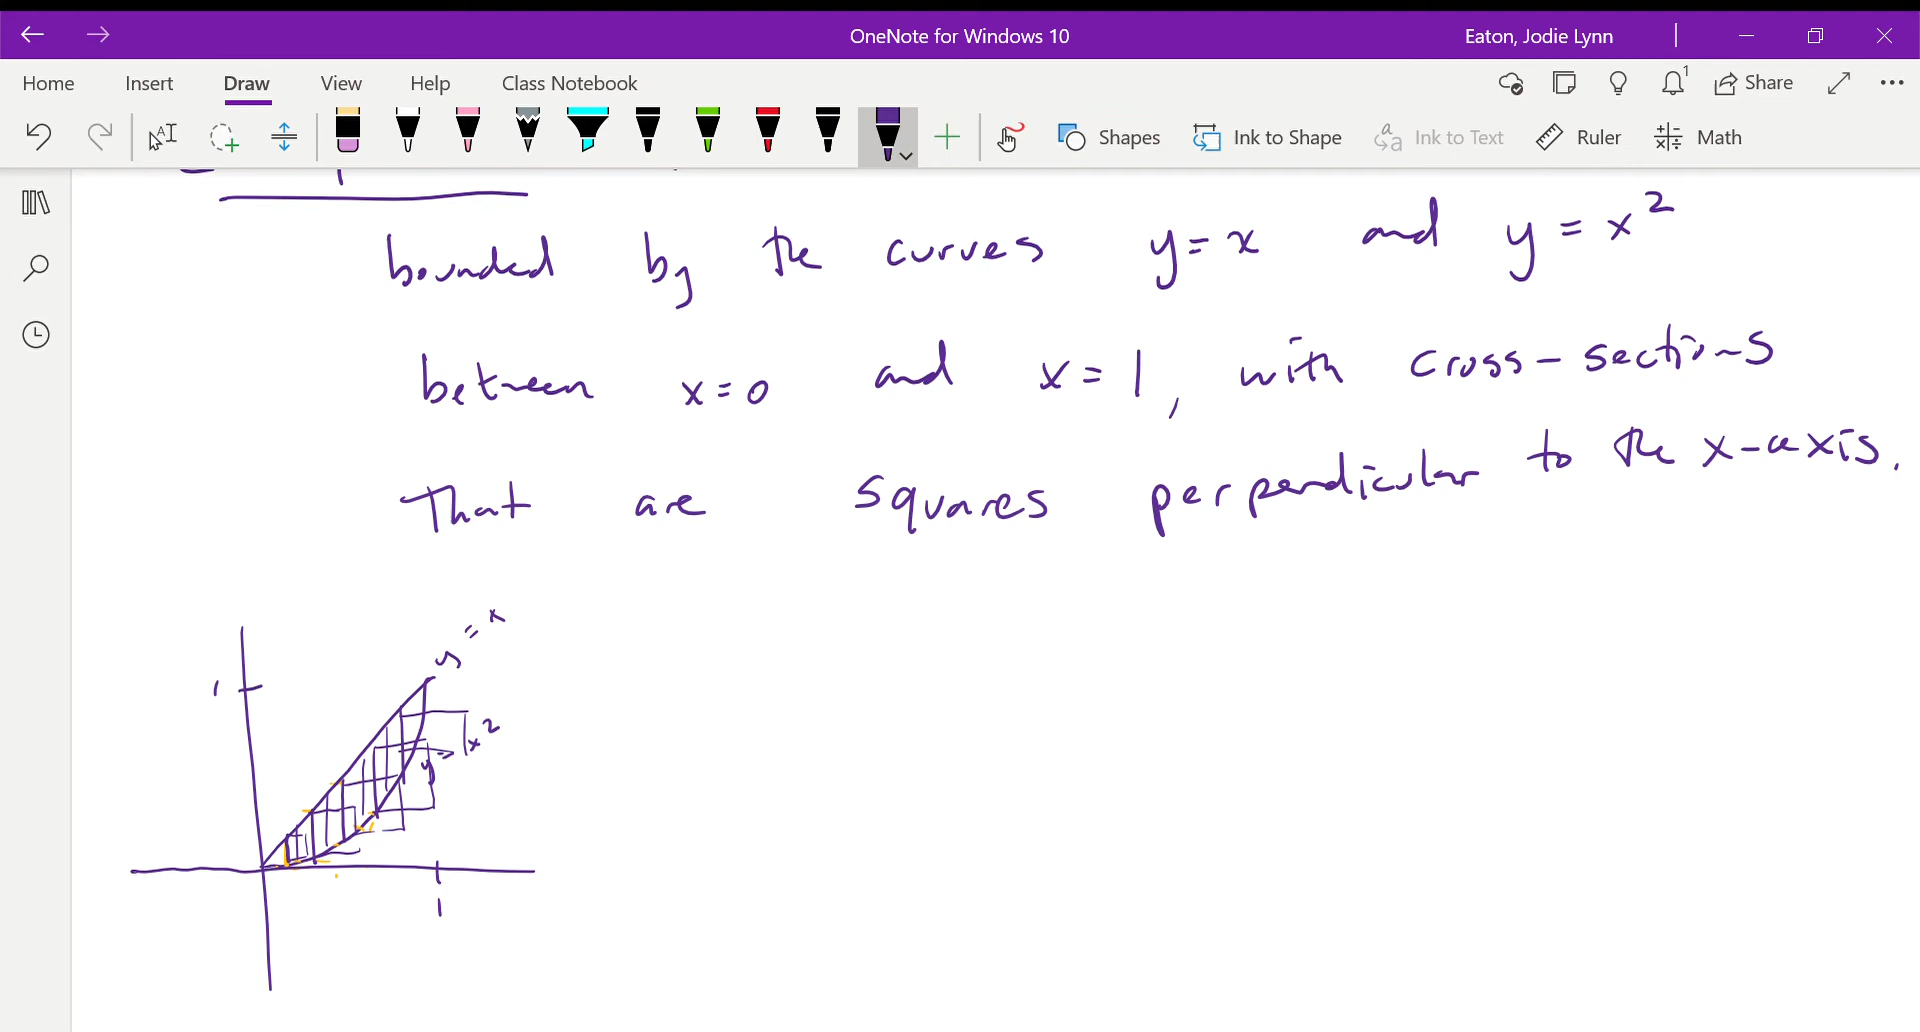 OneNote for Windows 10
Eaton, Jodie Lynn
Home Insert Draw View Help Class Notebook
1
Share
Shapes Ink to Shape Ink to Text Ruler Math
bounded by the curves y = x and y = x²
between x = 0 and x = 1, with cross-sections
that are squares perpendicular to the x-axis.
y = x
1
y = x²
1